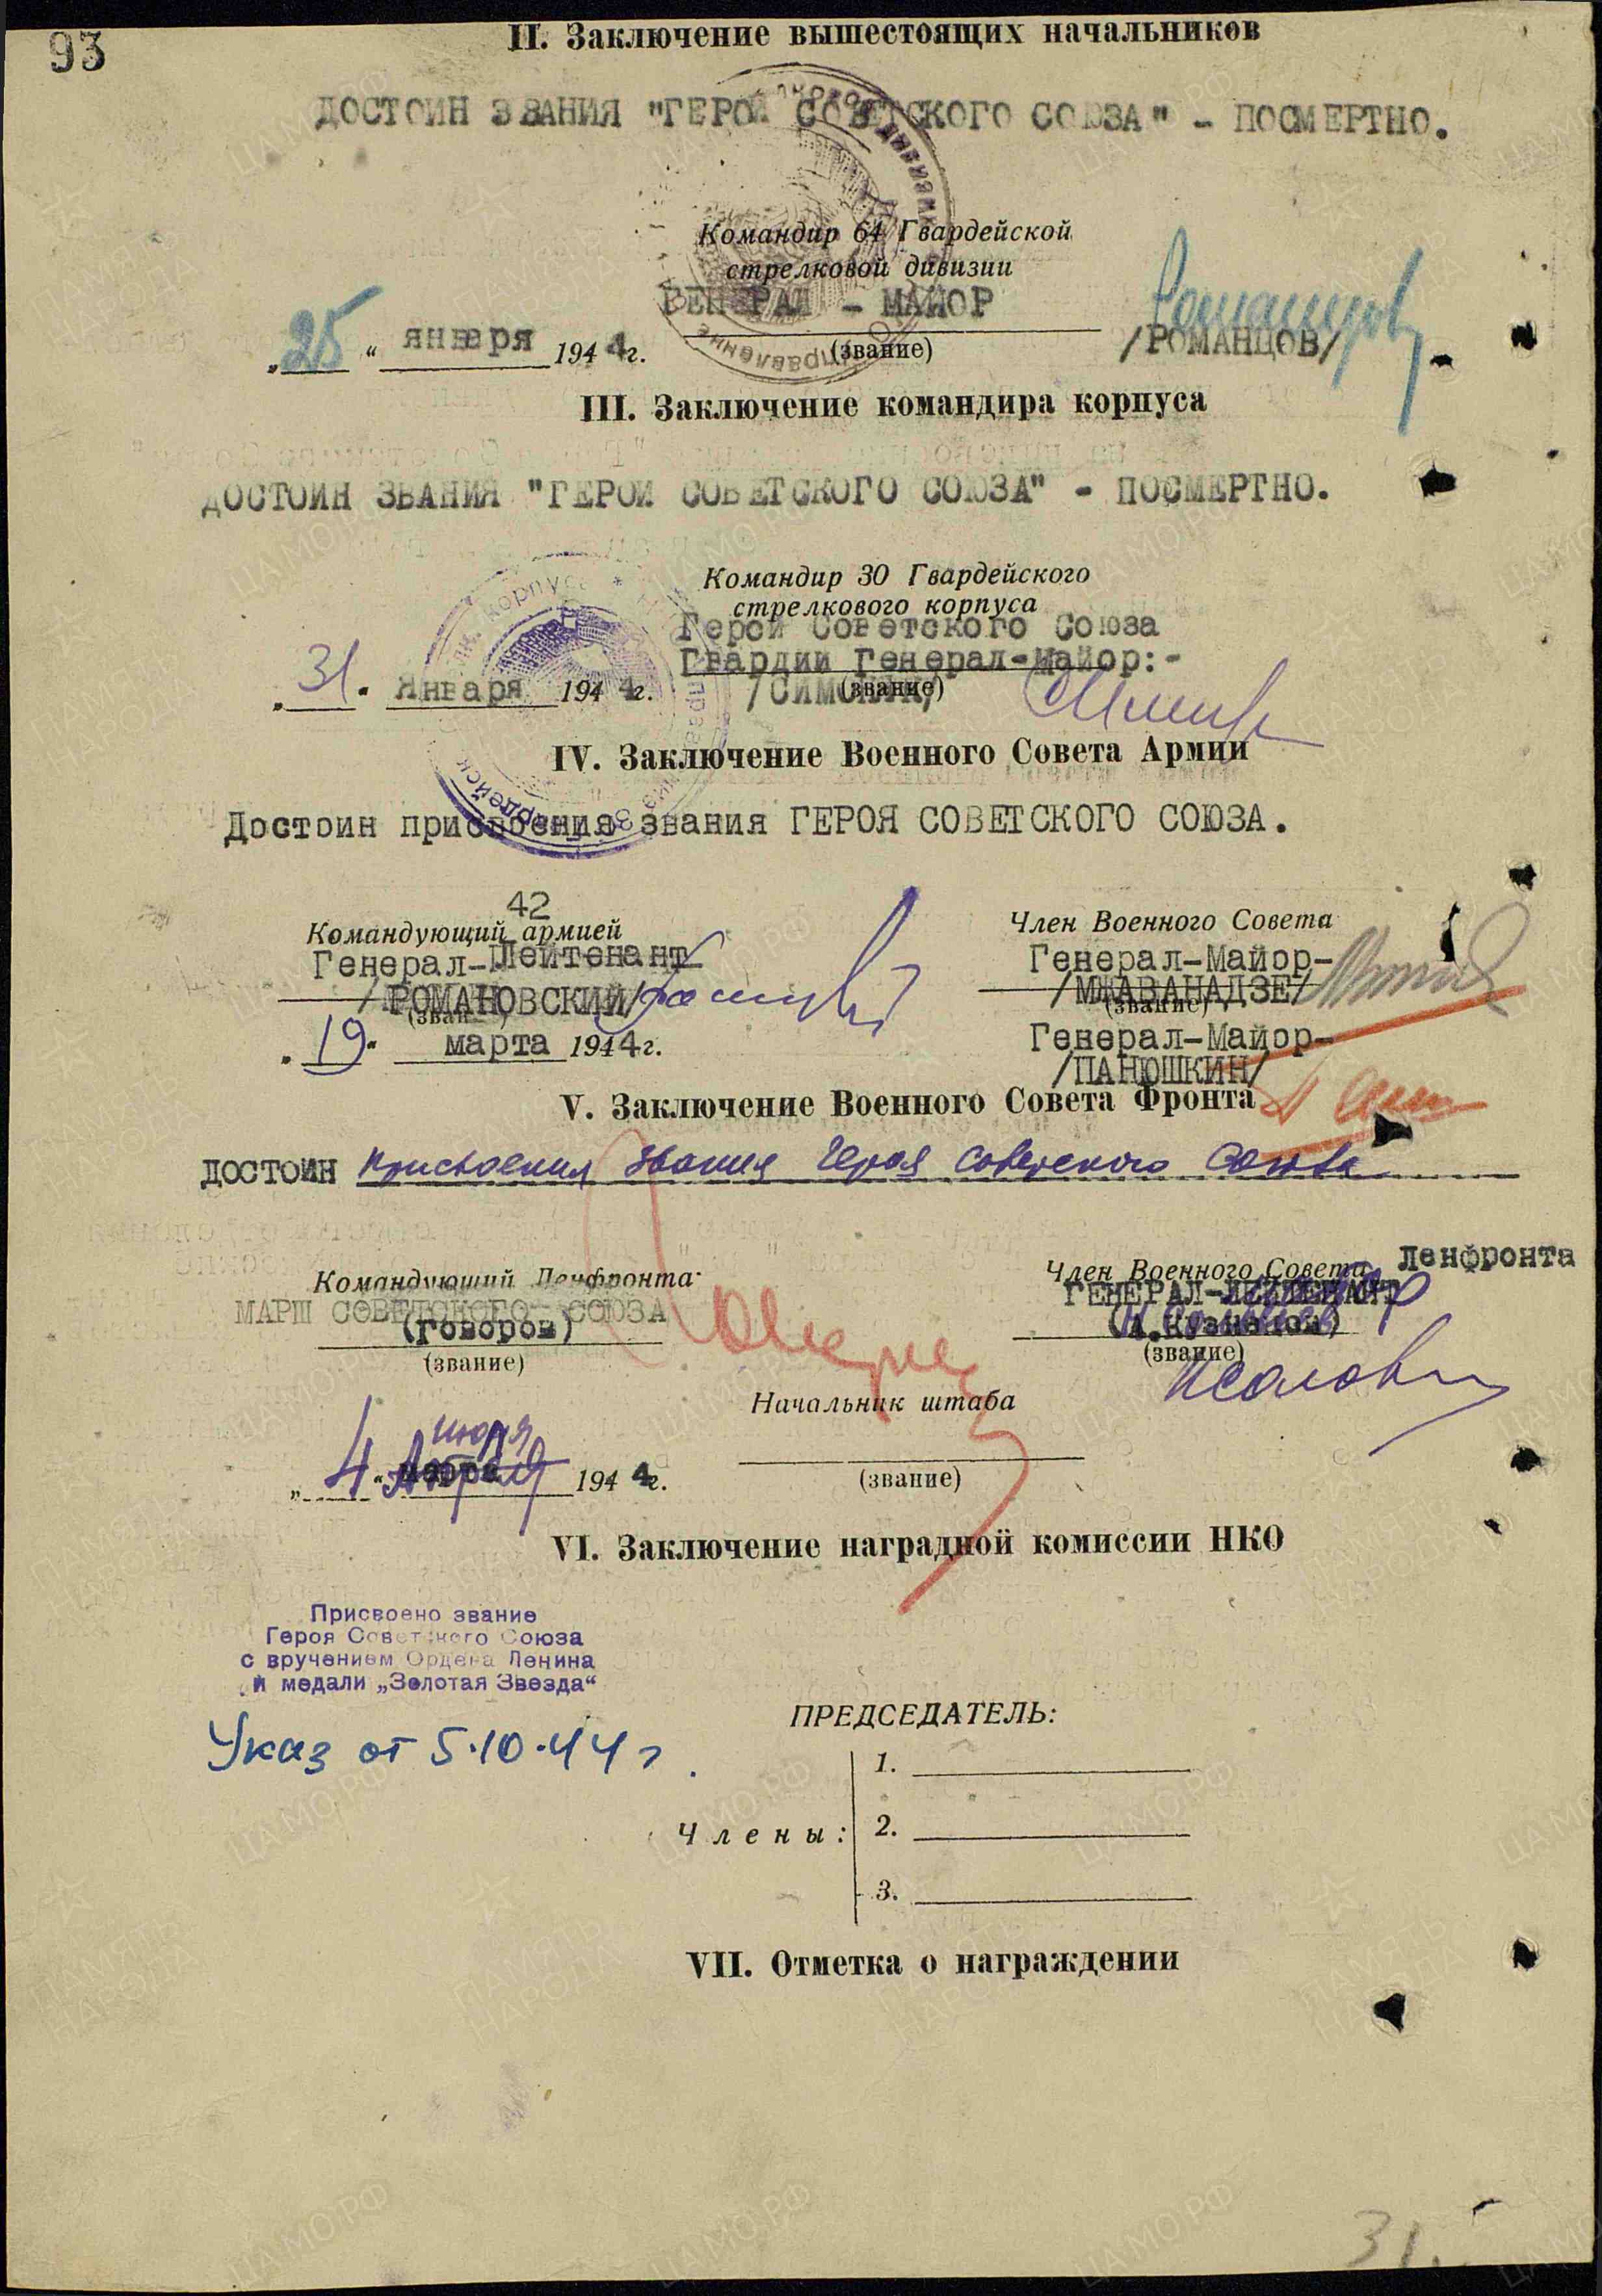 93
II. Заключение вышестоящих начальников
ДОСТОИН ЗВАНИЯ "ГЕРОЙ СОВЕТСКОГО СОЮЗА" – ПОСМЕРТНО.
Командир 64 Гвардейской
стрелковой дивизии
ГЕНЕРАЛ – МАЙОР
„25“ января 1944г.
(звание)
/РОМАНЦОВ/
III. Заключение командира корпуса
ДОСТОИН ЗВАНИЯ "ГЕРОЙ СОВЕТСКОГО СОЮЗА" – ПОСМЕРТНО.
Командир 30 Гвардейского
стрелкового корпуса
Герой Советского Союза
Гвардии Генерал-Майор:-
„31. Января 1944г.
/СИМОНЯК/
(звание)
IV. Заключение Военного Совета Армии
Достоин присвоения звания ГЕРОЯ СОВЕТСКОГО СОЮЗА.
42
Командующий армией
Генерал-Лейтенант
/РОМАНОВСКИЙ/
(звание)
„19“ марта 1944г.
Член Военного Совета
Генерал-Майор-
/МЖАВАНАДЗЕ/
(звание)
Генерал-Майор-
/ПАНЮШКИН/
V. Заключение Военного Совета Фронта
ДОСТОИН присвоения звания Героя Советского Союза
Командующий Ленфронта
МАРШ СОВЕТСКОГО СОЮЗА
(Говоров)
(звание)
Член Военного Совета Ленфронта
ГЕНЕРАЛ-ЛЕЙТЕНАНТ
(А.Кузнецов)
(звание)
Начальник штаба
(звание)
„4“ июля 1944г.
VI. Заключение наградной комиссии НКО
Присвоено звание
Героя Советского Союза
с вручением Ордена Ленина
и медали „Золотая Звезда“
Указ от 5.10.44 г.
ПРЕДСЕДАТЕЛЬ:
Члены:
1.
2.
3.
VII. Отметка о награждении
31.